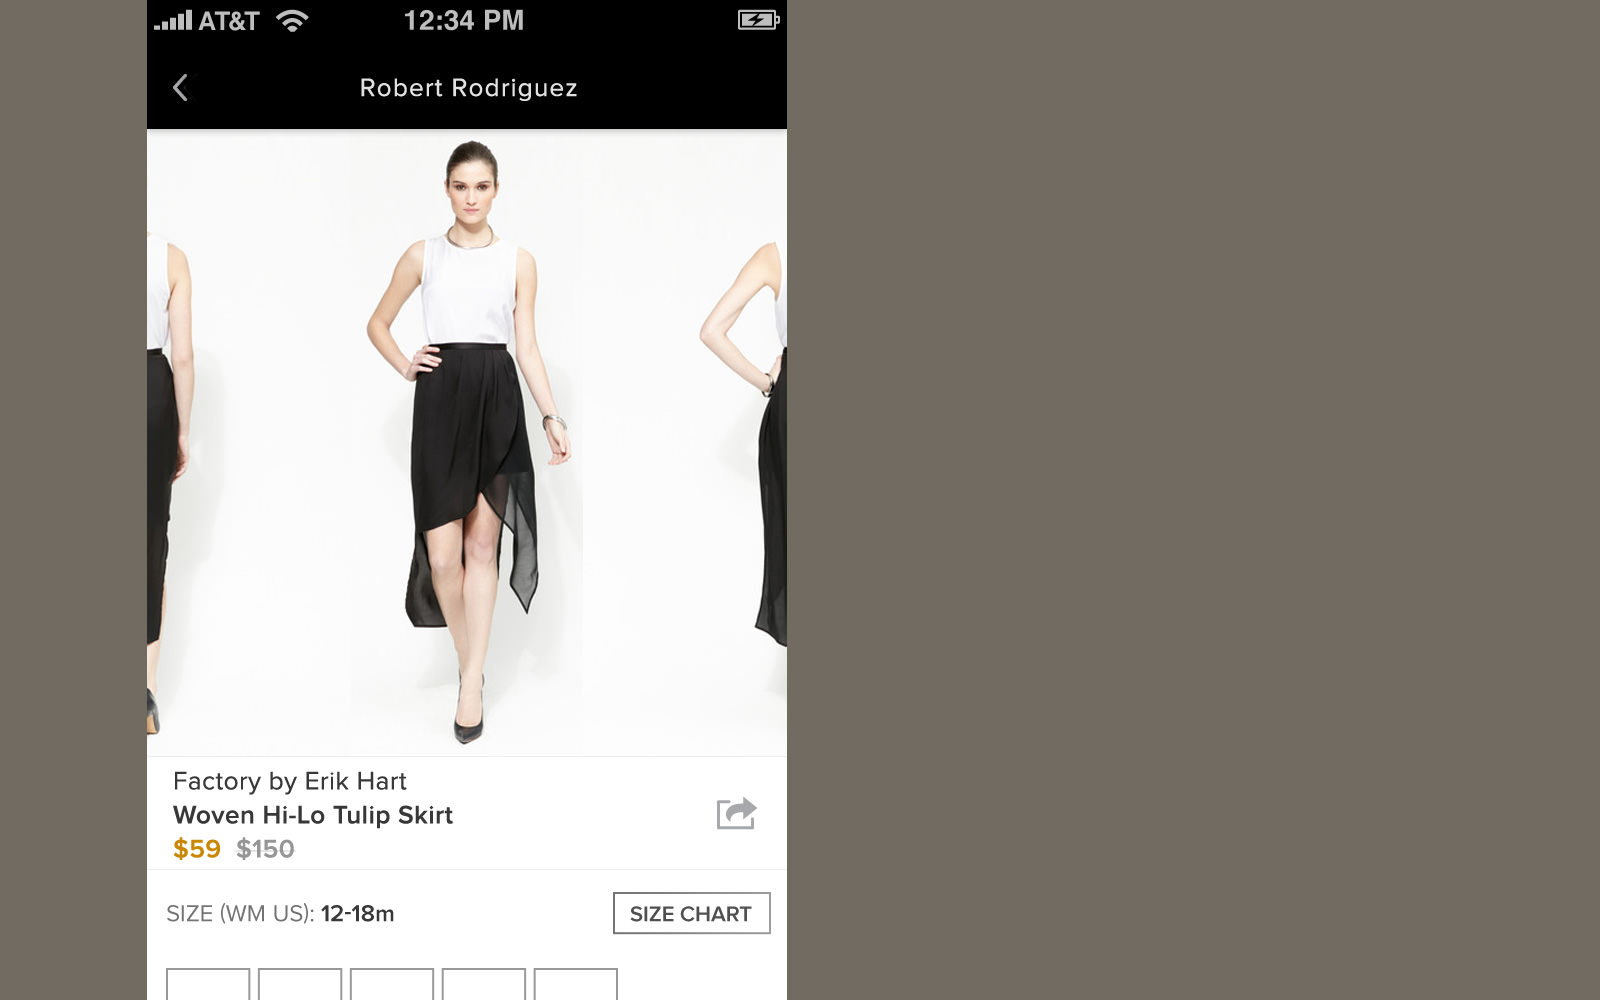 AT&T 12:34 PM
Robert Rodriguez
Factory by Erik Hart
Woven Hi-Lo Tulip Skirt
$59 $150
SIZE (WM US): 12-18m
SIZE CHART